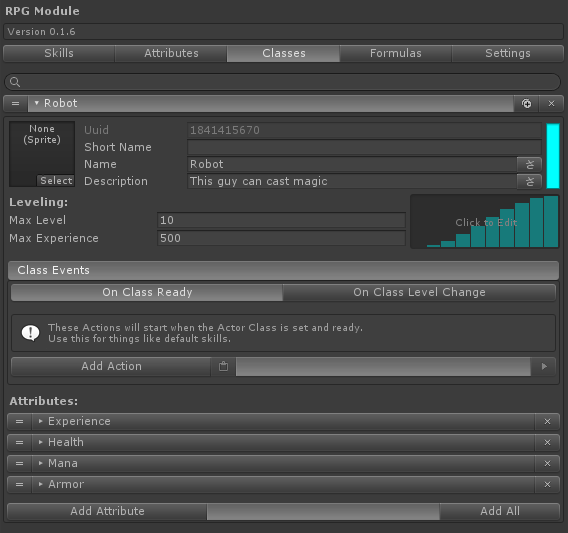 RPG Module
Version 0.1.6
Skills Attributes Classes Formulas Settings
Robot
None
(Sprite)
Select
Uuid 1841415670
Short Name
Name Robot
Description This guy can cast magic
Leveling:
Max Level 10
Max Experience 500
Click to Edit
Class Events
On Class Ready On Class Level Change
These Actions will start when the Actor Class is set and ready.
Use this for things like default skills.
Add Action
Attributes:
Experience
Health
Mana
Armor
Add Attribute Add All